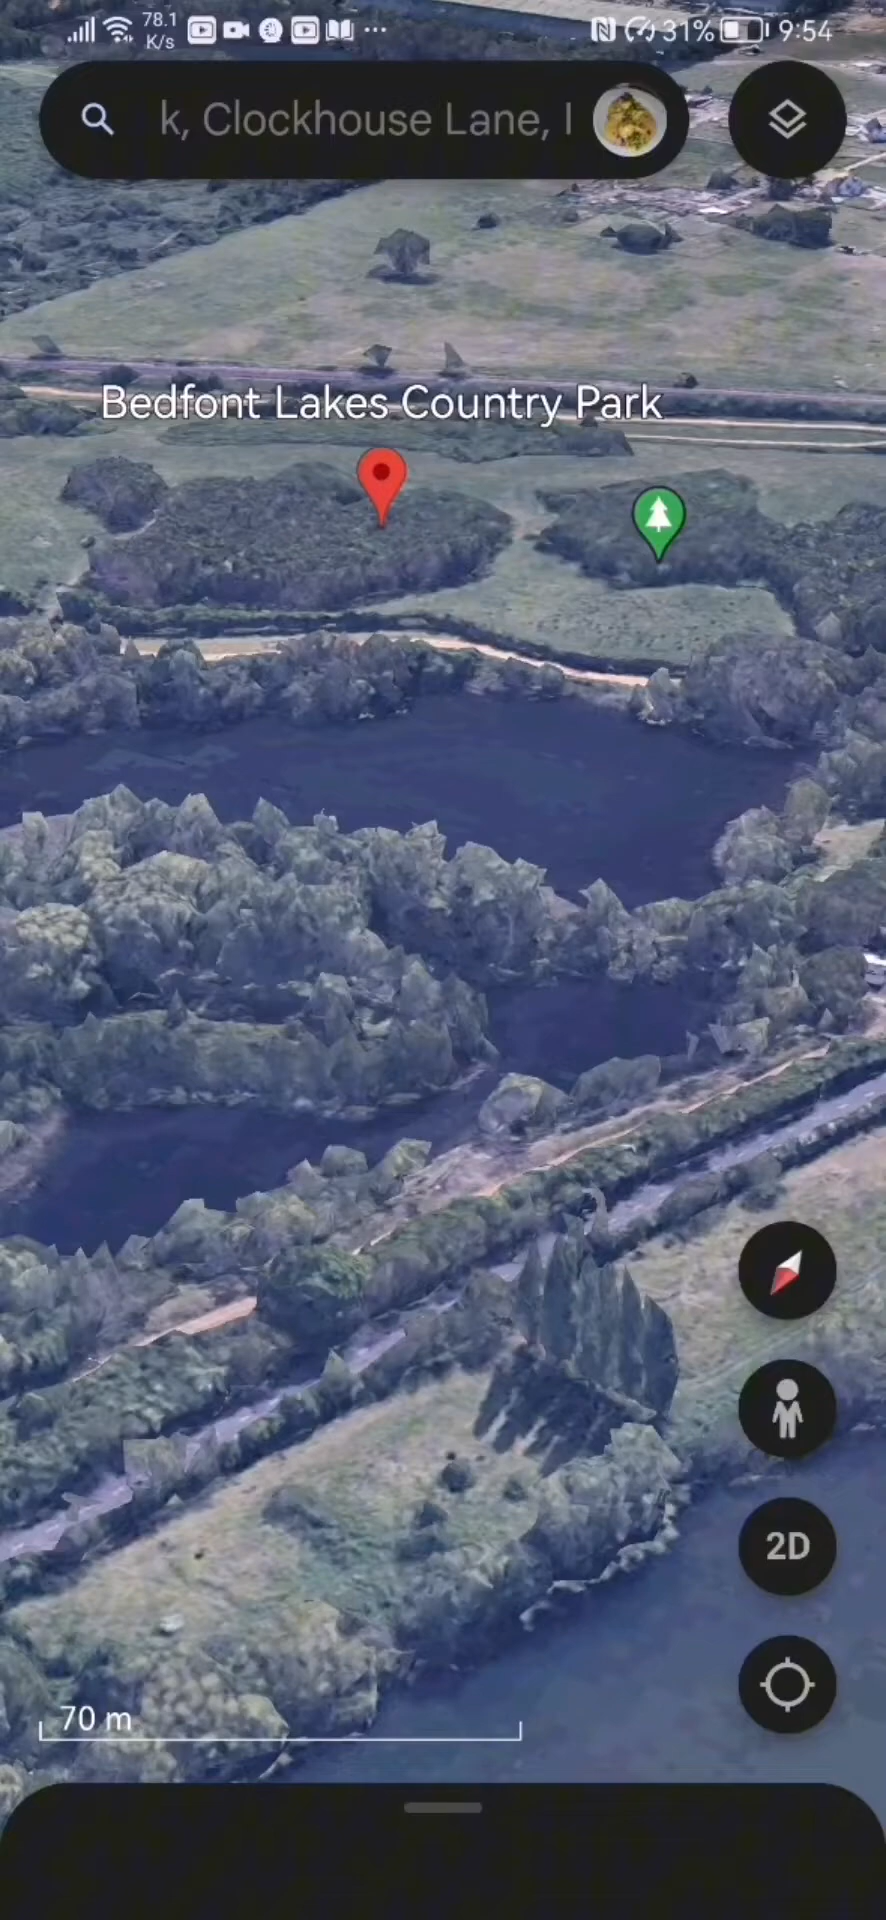 78.1
K/s
31%
9:54
k, Clockhouse Lane,
Bedfont Lakes Country Park
2D
70 m